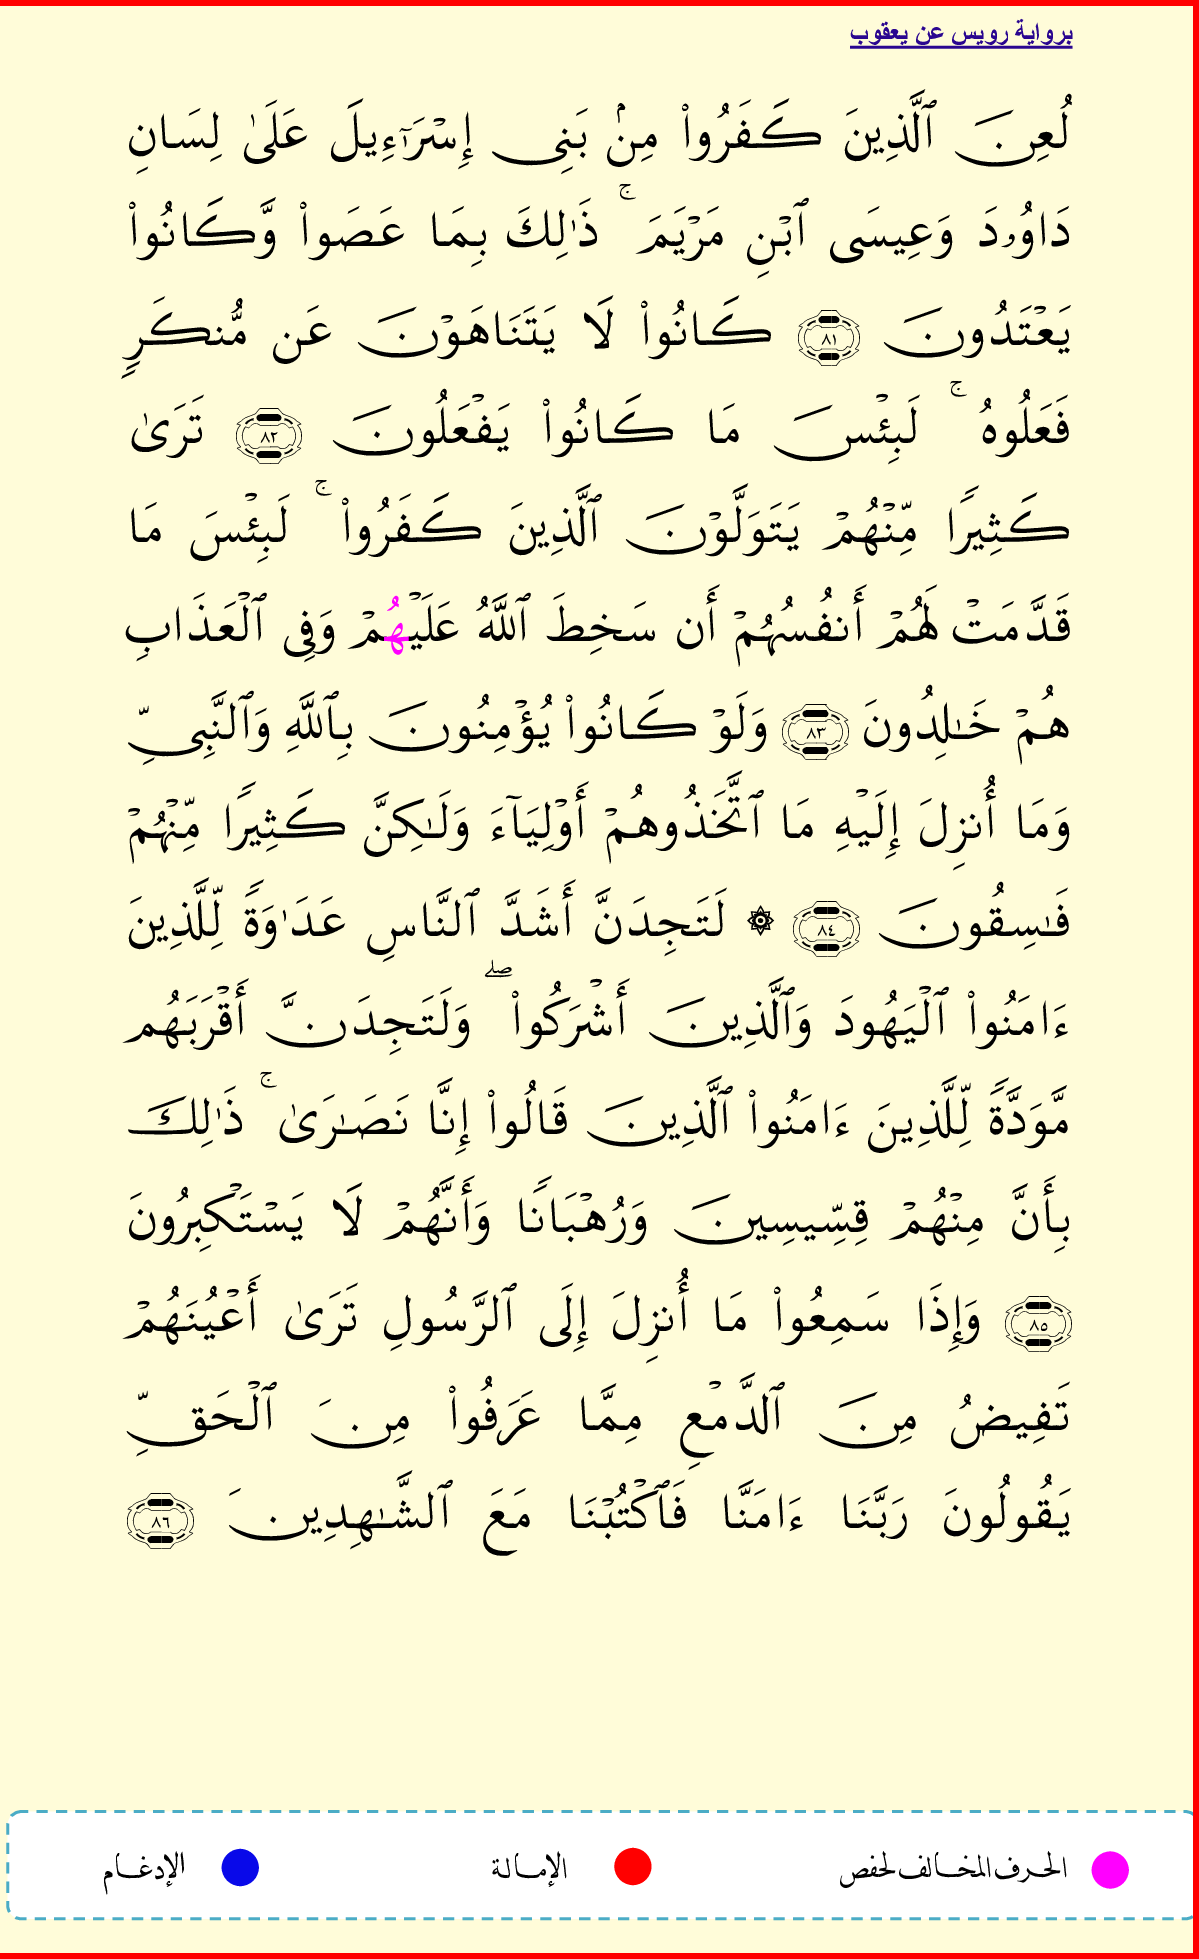 برواية رويس عن يعقوب
لُعِنَ ٱلَّذِينَ كَفَرُواْ مِنۢ بَنِى إِسْرَٰٓءِيلَ عَلَىٰ لِسَانِ
دَاوُۥدَ وَعِيسَى ٱبْنِ مَرْيَمَ ۚ ذَٰلِكَ بِمَا عَصَواْ وَّكَانُواْ
يَعْتَدُونَ ٨١ كَانُواْ لَا يَتَنَاهَوْنَ عَن مُّنكَرٍ
فَعَلُوهُ ۚ لَبِئْسَ مَا كَانُواْ يَفْعَلُونَ ٨٢ تَرَىٰ
كَثِيرًا مِّنْهُمْ يَتَوَلَّوْنَ ٱلَّذِينَ كَفَرُواْ ۚ لَبِئْسَ مَا
قَدَّمَتْ لَهُمْ أَنفُسُهُمْ أَن سَخِطَ ٱللَّهُ عَلَيْهُمْ وَفِى ٱلْعَذَابِ
هُمْ خَـٰلِدُونَ ٨٣ وَلَوْ كَانُواْ يُؤْمِنُونَ بِٱللَّهِ وَٱلنَّبِىِّ
وَمَا أُنزِلَ إِلَيْهِ مَا ٱتَّخَذُوهُمْ أَوْلِيَآءَ وَلَـٰكِنَّ كَثِيرًا مِّنْهُمْ
فَـٰسِقُونَ ٨٤ ۞ لَتَجِدَنَّ أَشَدَّ ٱلنَّاسِ عَدَٰوَةً لِّلَّذِينَ
ءَامَنُواْ ٱلْيَهُودَ وَٱلَّذِينَ أَشْرَكُواْ ۖ وَلَتَجِدَنَّ أَقْرَبَهُم
مَّوَدَّةً لِّلَّذِينَ ءَامَنُواْ ٱلَّذِينَ قَالُواْ إِنَّا نَصَـٰرَىٰ ۚ ذَٰلِكَ
بِأَنَّ مِنْهُمْ قِسِّيسِينَ وَرُهْبَانًا وَأَنَّهُمْ لَا يَسْتَكْبِرُونَ
٨٥ وَإِذَا سَمِعُواْ مَا أُنزِلَ إِلَى ٱلرَّسُولِ تَرَىٰ أَعْيُنَهُمْ
تَفِيضُ مِنَ ٱلدَّمْعِ مِمَّا عَرَفُواْ مِنَ ٱلْحَقِّ
يَقُولُونَ رَبَّنَا ءَامَنَّا فَٱكْتُبْنَا مَعَ ٱلشَّـٰهِدِينَ ٨٦
الحرف المخالف لحفص الإمالة الإدغام